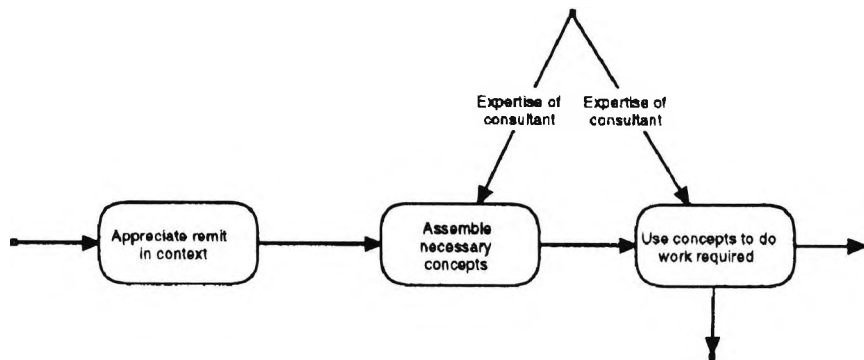 Expertise of
consultant
Expertise of
consultant
Appreciate remit
in context
Assemble
necessary
concepts
Use concepts to do
work required